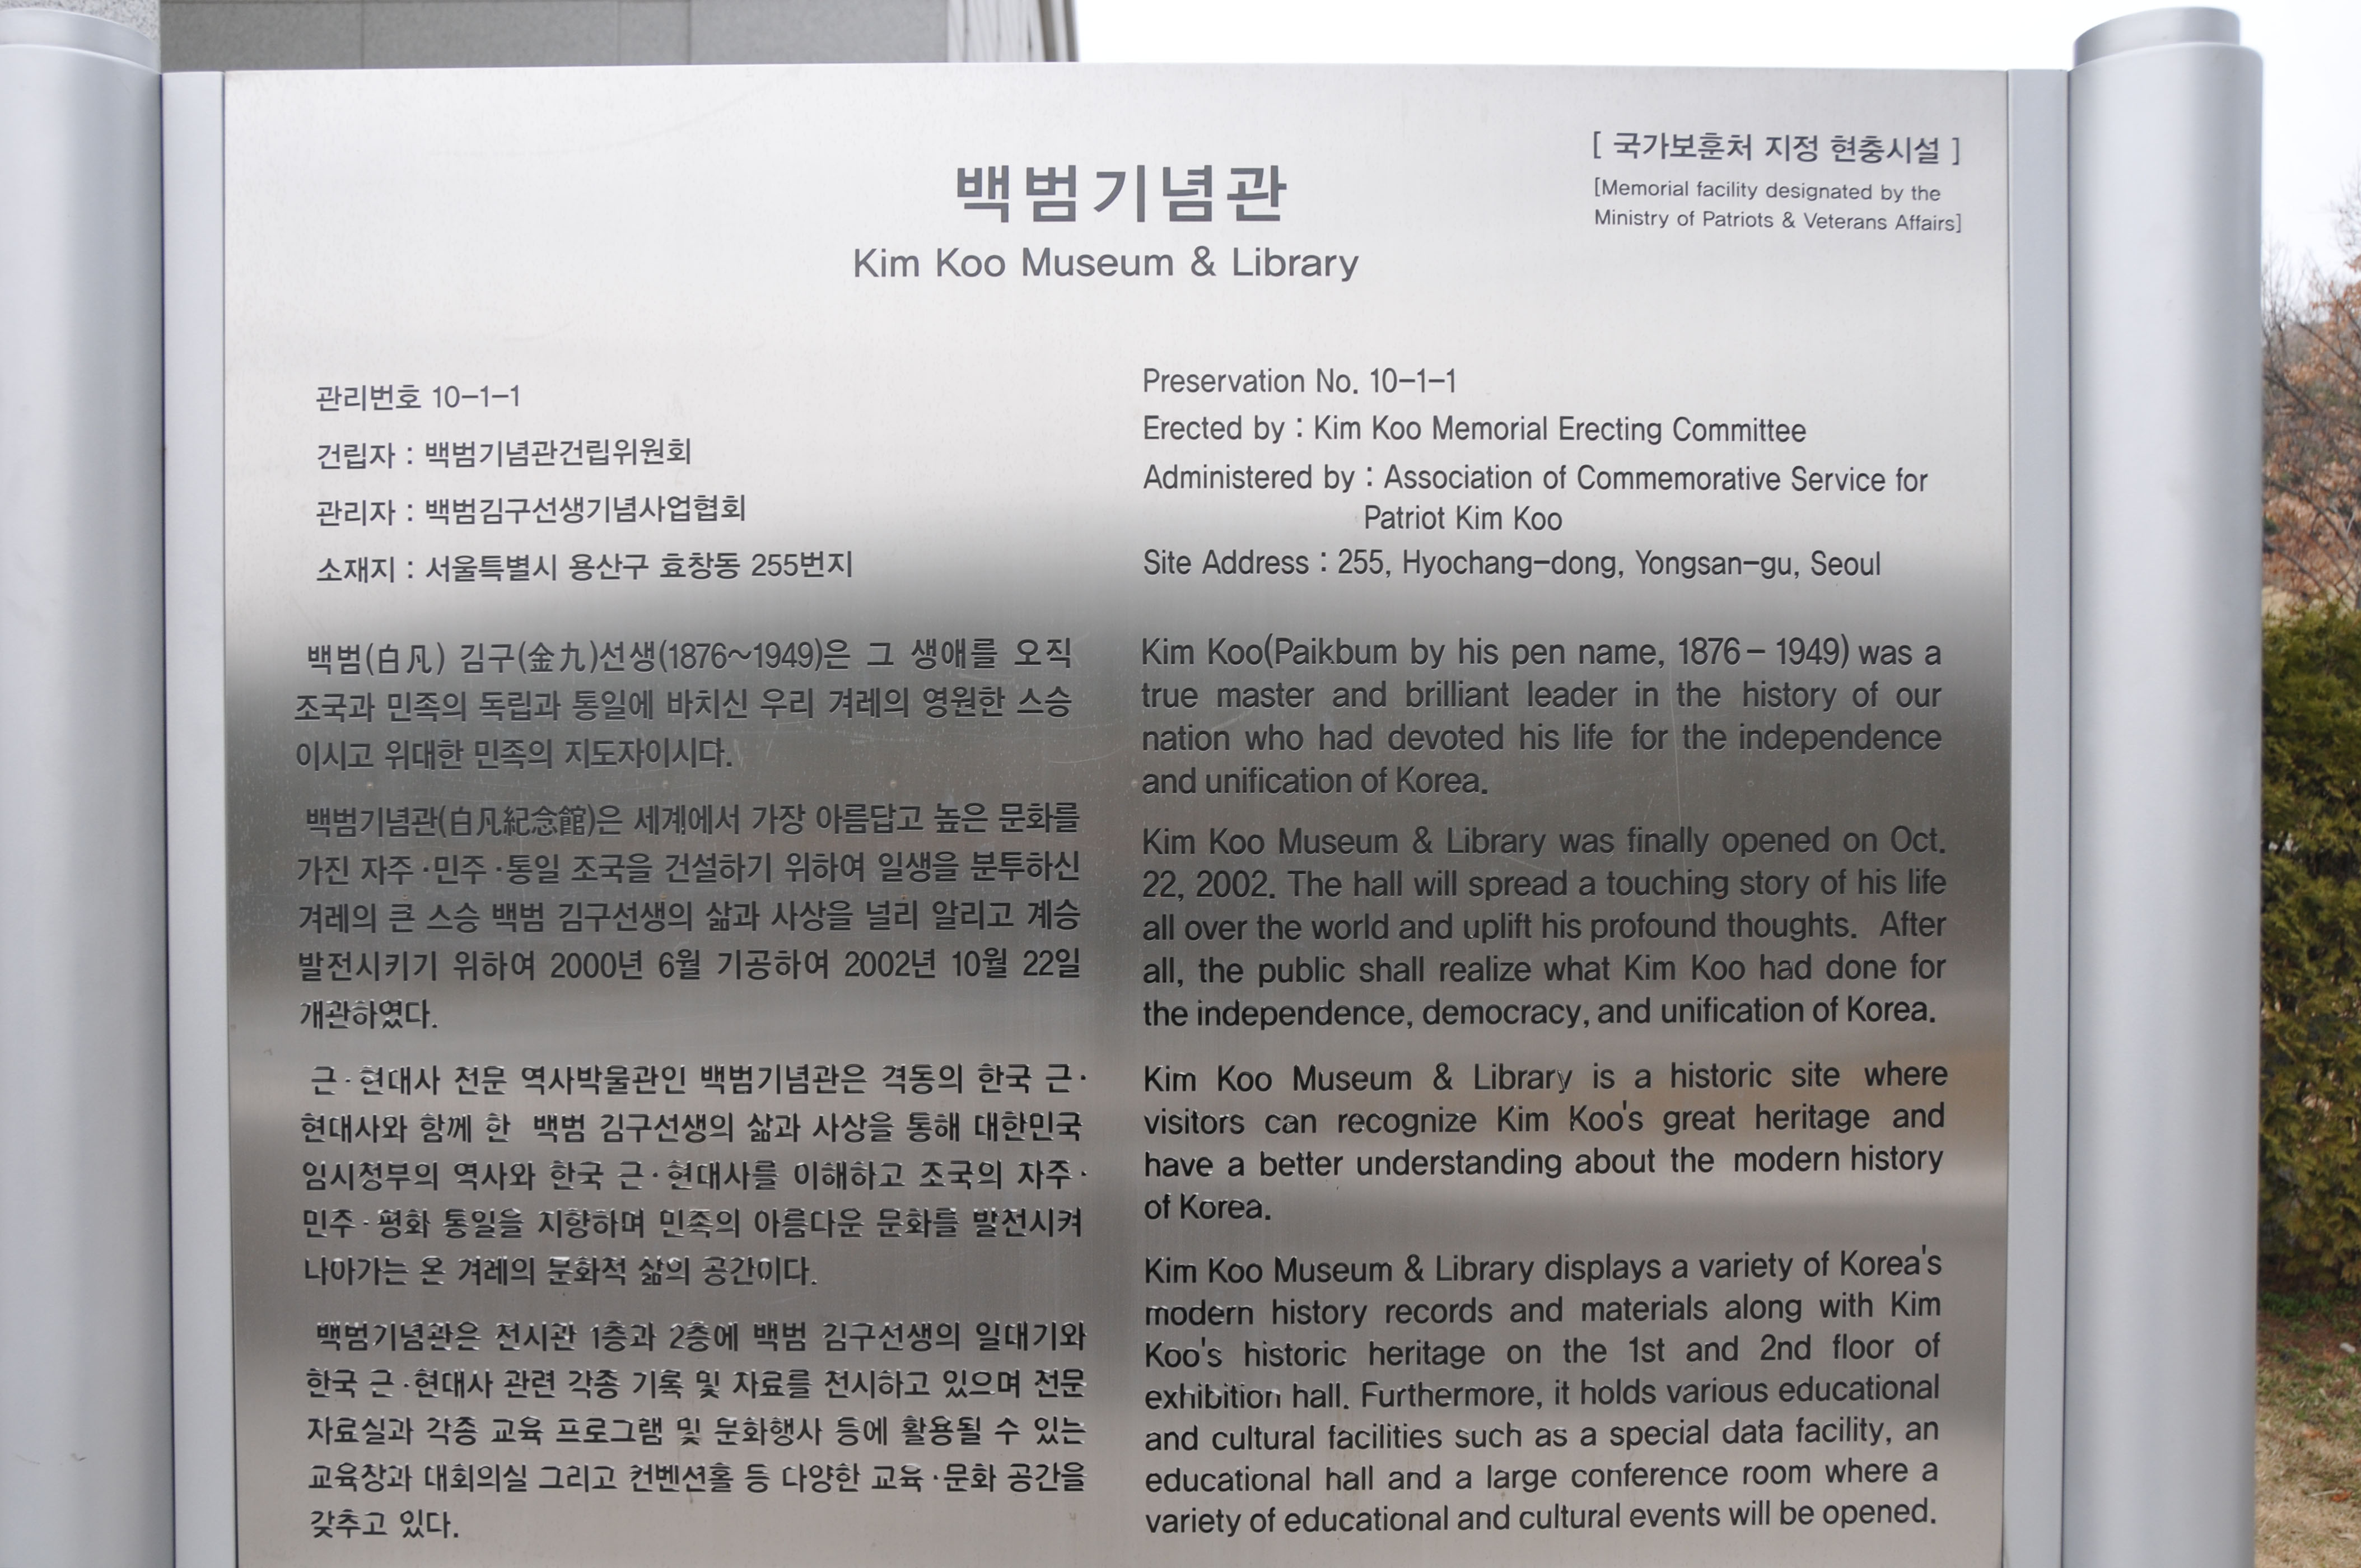 [ 국가보훈처 지정 현충시설 ]
[Memorial facility designated by the
Ministry of Patriots & Veterans Affairs]
백범기념관
Kim Koo Museum & Library
관리번호 10-1-1
건립자 : 백범기념관건립위원회
관리자 : 백범김구선생기념사업협회
소재지 : 서울특별시 용산구 효창동 255번지
백범(白凡) 김구(金九)선생(1876~1949)은 그 생애를 오직
조국과 민족의 독립과 통일에 바치신 우리 겨레의 영원한 스승
이시고 위대한 민족의 지도자이시다.
백범기념관(白凡紀念館)은 세계에서 가장 아름답고 높은 문화를
가진 자주·민주·통일 조국을 건설하기 위하여 일생을 분투하신
겨레의 큰 스승 백범 김구선생의 삶과 사상을 널리 알리고 계승
발전시키기 위하여 2000년 6월 기공하여 2002년 10월 22일
개관하였다.
근·현대사 전문 역사박물관인 백범기념관은 격동의 한국 근·
현대사와 함께 한 백범 김구선생의 삶과 사상을 통해 대한민국
임시정부의 역사와 한국 근·현대사를 이해하고 조국의 자주·
민주·평화 통일을 지향하며 민족의 아름다운 문화를 발전시켜
나아가는 온 겨레의 문화적 삶의 공간이다.
백범기념관은 전시관 1층과 2층에 백범 김구선생의 일대기와
한국 근·현대사 관련 각종 기록 및 자료를 전시하고 있으며 전문
자료실과 각종 교육 프로그램 및 문화행사 등에 활용될 수 있는
교육장과 대회의실 그리고 컨벤션홀 등 다양한 교육·문화 공간을
갖추고 있다.
Preservation No. 10-1-1
Erected by : Kim Koo Memorial Erecting Committee
Administered by : Association of Commemorative Service for
Patriot Kim Koo
Site Address : 255, Hyochang-dong, Yongsan-gu, Seoul
Kim Koo(Paikbum by his pen name, 1876 - 1949) was a
true master and brilliant leader in the history of our
nation who had devoted his life for the independence
and unification of Korea.
Kim Koo Museum & Library was finally opened on Oct.
22, 2002. The hall will spread a touching story of his life
all over the world and uplift his profound thoughts. After
all, the public shall realize what Kim Koo had done for
the independence, democracy, and unification of Korea.
Kim Koo Museum & Library is a historic site where
visitors can recognize Kim Koo's great heritage and
have a better understanding about the modern history
of Korea.
Kim Koo Museum & Library displays a variety of Korea's
modern history records and materials along with Kim
Koo's historic heritage on the 1st and 2nd floor of
exhibition hall. Furthermore, it holds various educational
and cultural facilities such as a special data facility, an
educational hall and a large conference room where a
variety of educational and cultural events will be opened.